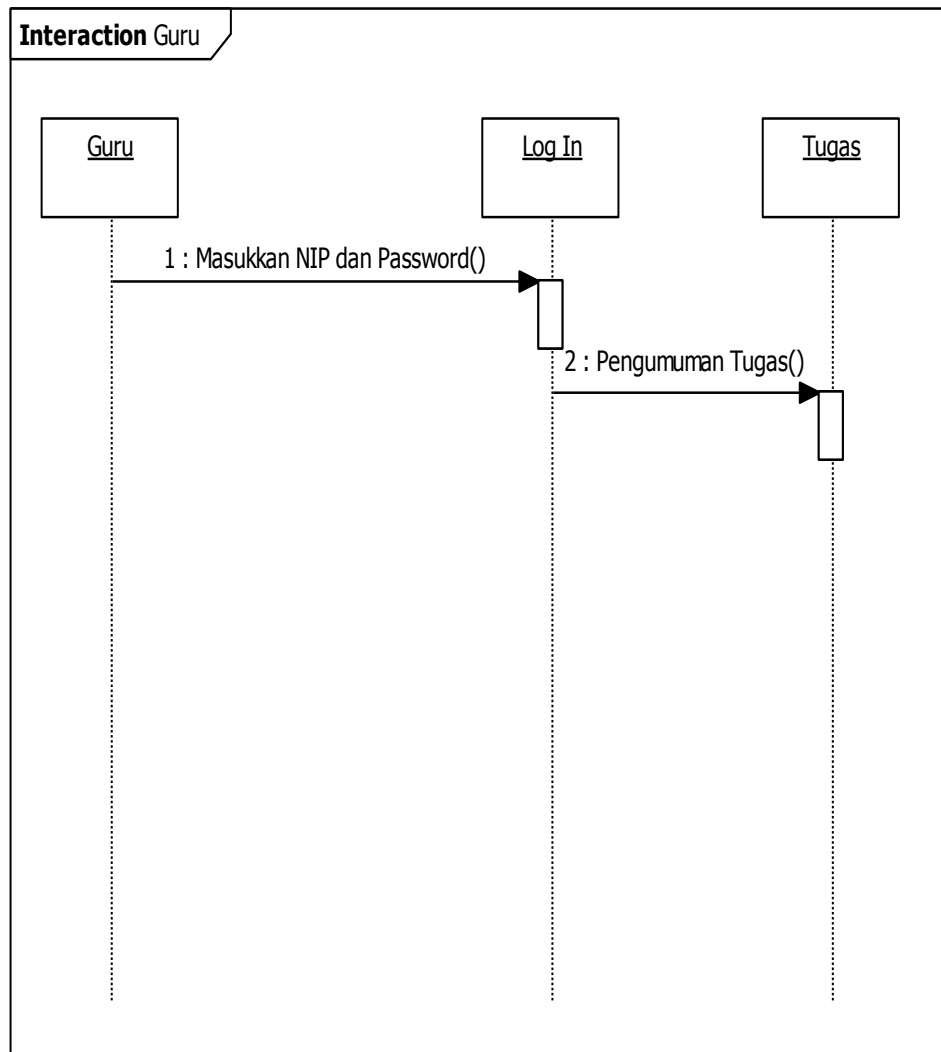 Interaction Guru
Guru
Log In
Tugas
1 : Masukkan NIP dan Password()
2 : Pengumuman Tugas()